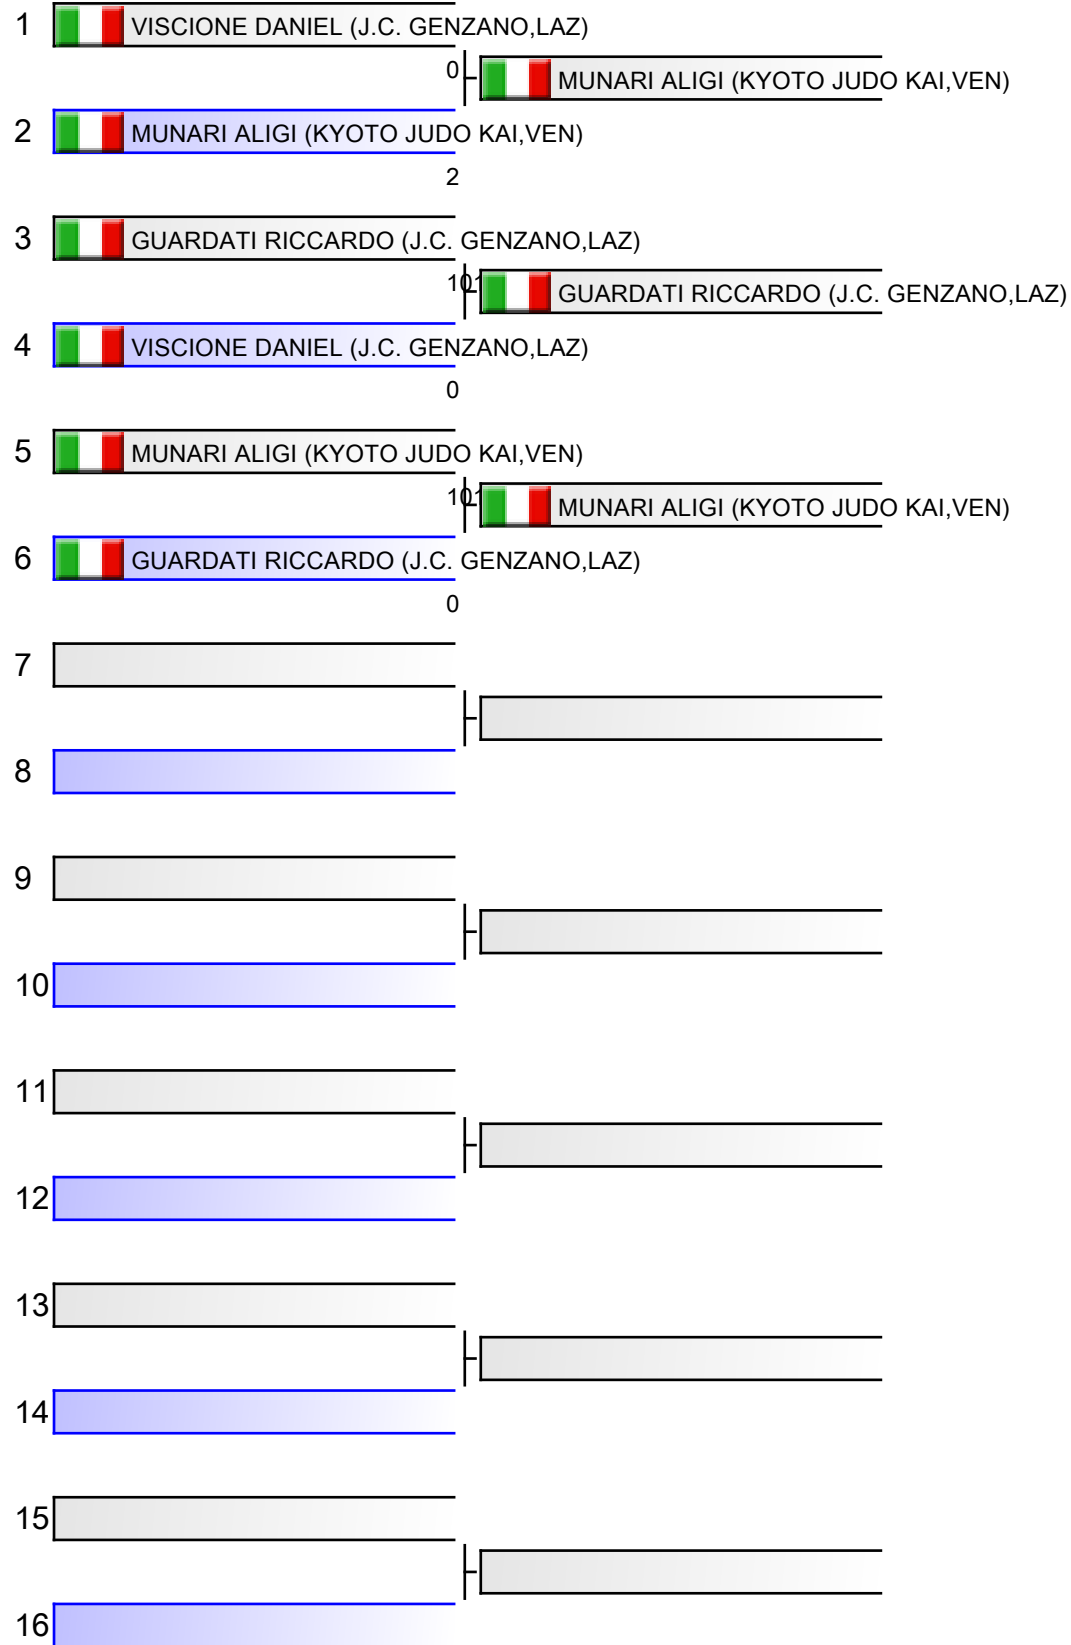 1 VISCIONE DANIEL (J.C. GENZANO,LAZ)
0
MUNARI ALIGI (KYOTO JUDO KAI,VEN)
2 MUNARI ALIGI (KYOTO JUDO KAI,VEN)
2
3 GUARDATI RICCARDO (J.C. GENZANO,LAZ)
GUARDATI RICCARDO (J.C. GENZANO,LAZ)
4 VISCIONE DANIEL (J.C. GENZANO,LAZ)
0
5 MUNARI ALIGI (KYOTO JUDO KAI,VEN)
MUNARI ALIGI (KYOTO JUDO KAI,VEN)
6 GUARDATI RICCARDO (J.C. GENZANO,LAZ)
0
7
8
9
10
11
12
13
14
15
16